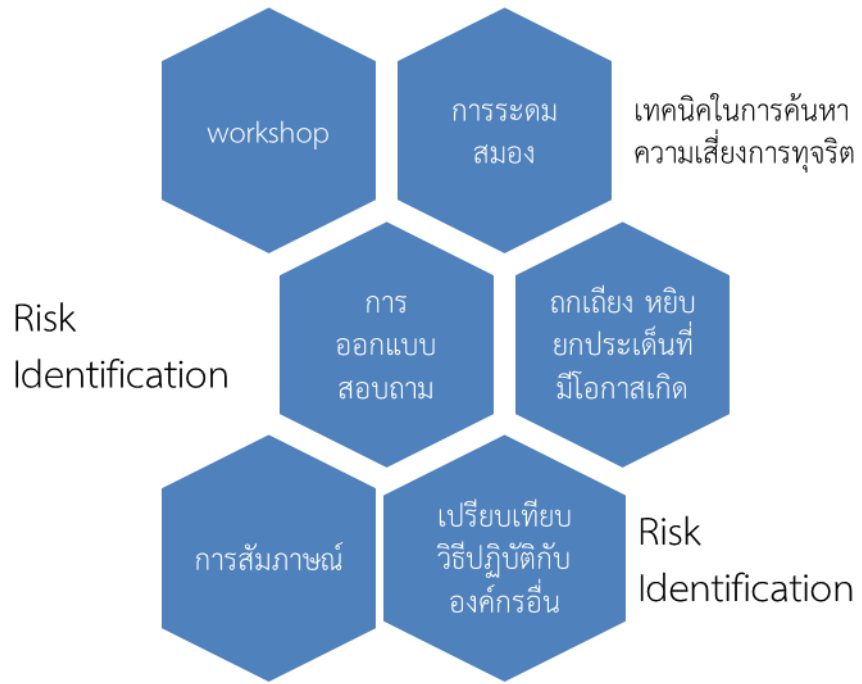 workshop
การระดม
สมอง
เทคนิคในการค้นหา
ความเสี่ยงการทุจริต
Risk
Identification
การ
ออกแบบ
สอบถาม
ถกเถียง หยิบ
ยกประเด็นที่
มีโอกาสเกิด
การสัมภาษณ์
เปรียบเทียบ
วิธีปฏิบัติกับ
องค์กรอื่น
Risk
Identification